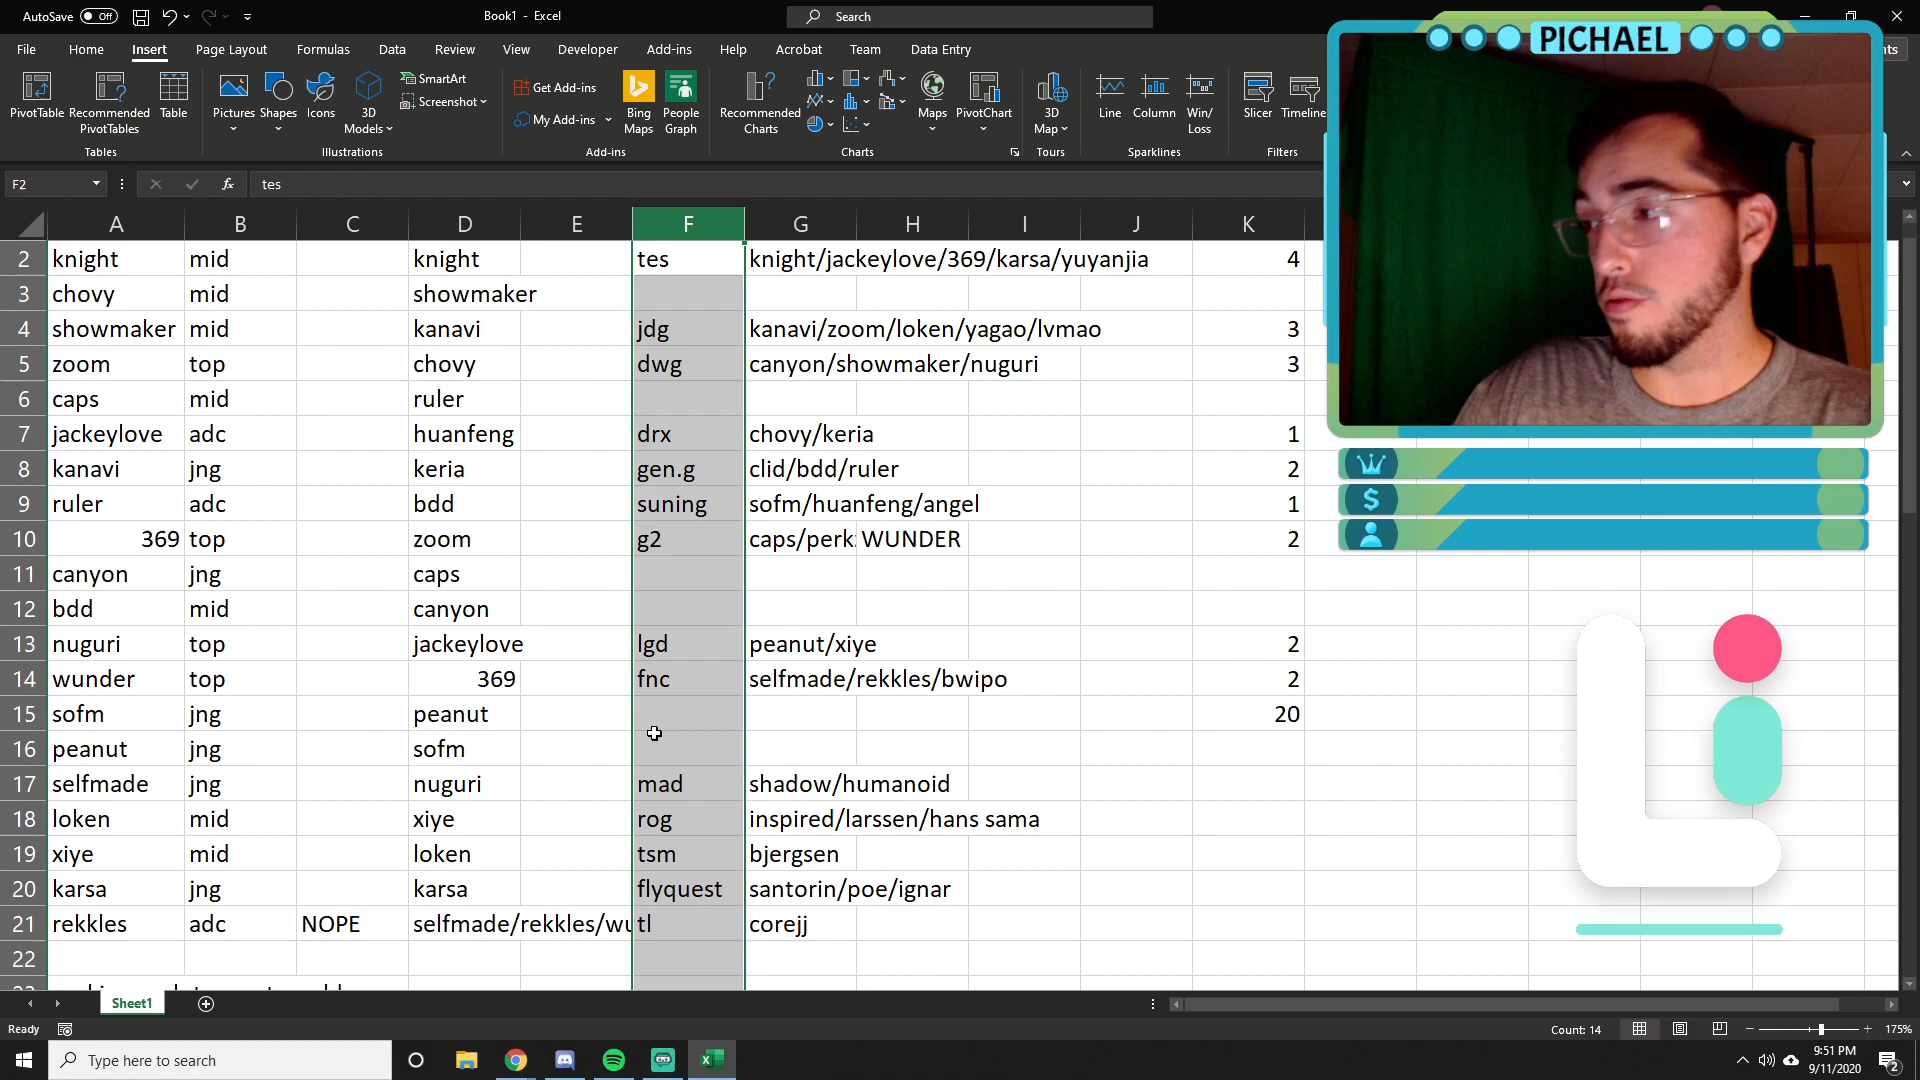 AutoSave Off
Book1 - Excel
Search
PICHAEL
File Home Insert Page Layout Formulas Data Review View Developer Add-ins Help Acrobat Team Data Entry
PivotTable Recommended PivotTables Table
Pictures Shapes Icons 3D Models
SmartArt
Screenshot
Get Add-ins
My Add-ins
Bing Maps People Graph
Recommended Charts
Maps PivotChart
3D Map
Line Column Win/Loss
Slicer Timeline
Tables Illustrations Add-ins Charts Tours Sparklines Filters
F2 fx tes
A B C D E F G H I J K
2 knight mid knight tes knight/jackeylove/369/karsa/yuyanjia 4
3 chovy mid showmaker
4 showmaker mid kanavi jdg kanavi/zoom/loken/yagao/lvmao 3
5 zoom top chovy dwg canyon/showmaker/nuguri 3
6 caps mid ruler
7 jackeylove adc huanfeng drx chovy/keria 1
8 kanavi jng keria gen.g clid/bdd/ruler 2
9 ruler adc bdd suning sofm/huanfeng/angel 1
10 369 top zoom g2 caps/perk WUNDER 2
11 canyon jng caps
12 bdd mid canyon
13 nuguri top jackeylove lgd peanut/xiye 2
14 wunder top 369 fnc selfmade/rekkles/bwipo 2
15 sofm jng peanut 20
16 peanut jng sofm
17 selfmade jng nuguri mad shadow/humanoid
18 loken mid xiye rog inspired/larssen/hans sama
19 xiye mid loken tsm bjergsen
20 karsa jng karsa flyquest santorin/poe/ignar
21 rekkles adc NOPE selfmade/rekkles/wu tl corejj
22
Sheet1
Ready
Count: 14
175%
Type here to search
9:51 PM
9/11/2020
2